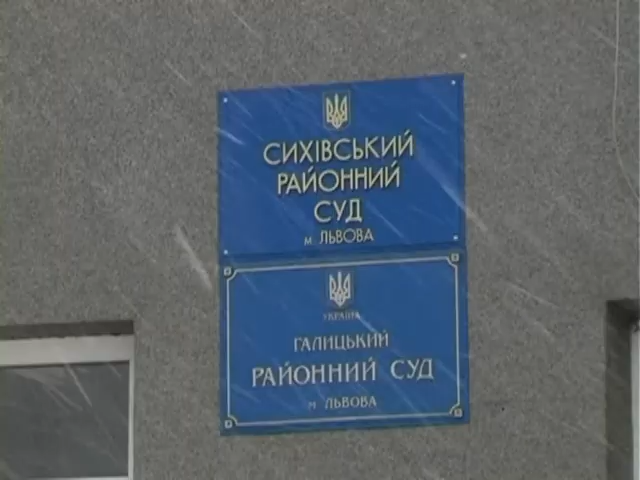 СИХІВСЬКИЙ
РАЙОННИЙ
СУД
м. ЛЬВОВА
УКРАЇНА
ГАЛИЦЬКИЙ
РАЙОННИЙ СУД
м. ЛЬВОВА